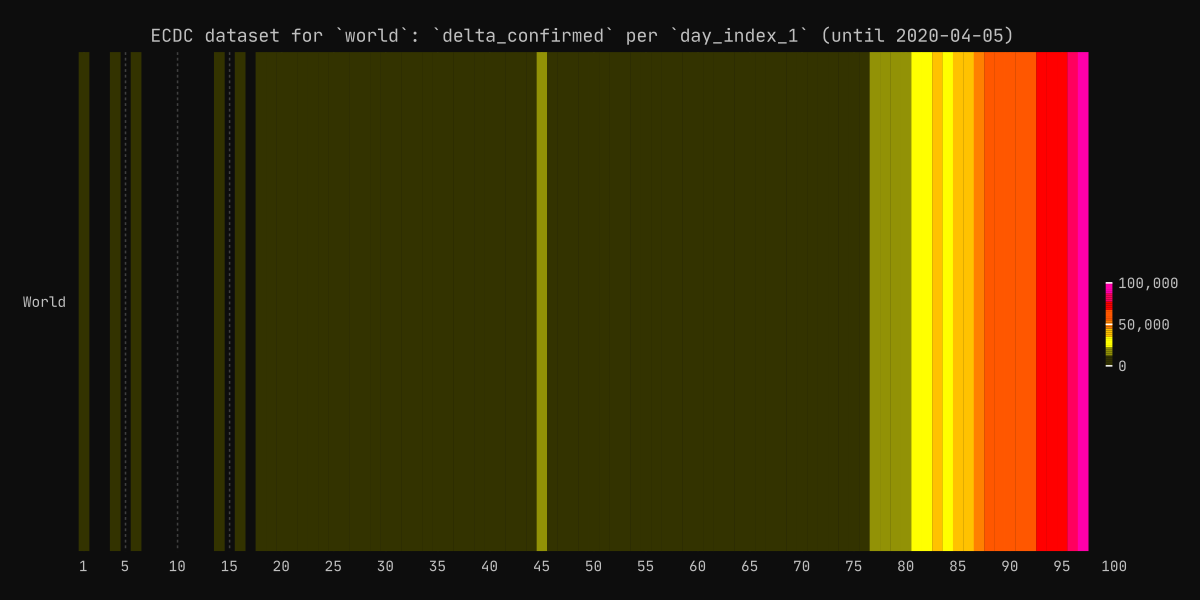 ECDC dataset for `world`: `delta_confirmed` per `day_index_1` (until 2020-04-05)
World
100,000
50,000
0
1 5 10 15 20 25 30 35 40 45 50 55 60 65 70 75 80 85 90 95 100